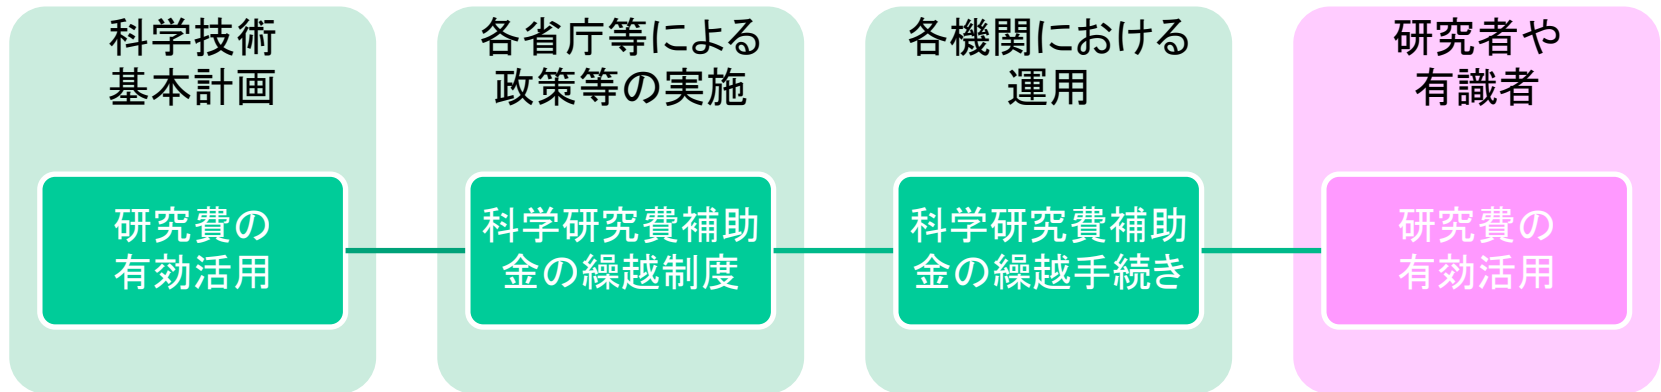 科学技術
基本計画
研究費の
有効活用
各省庁等による
政策等の実施
科学研究費補助
金の繰越制度
各機関における
運用
科学研究費補助
金の繰越手続き
研究者や
有識者
研究費の
有効活用